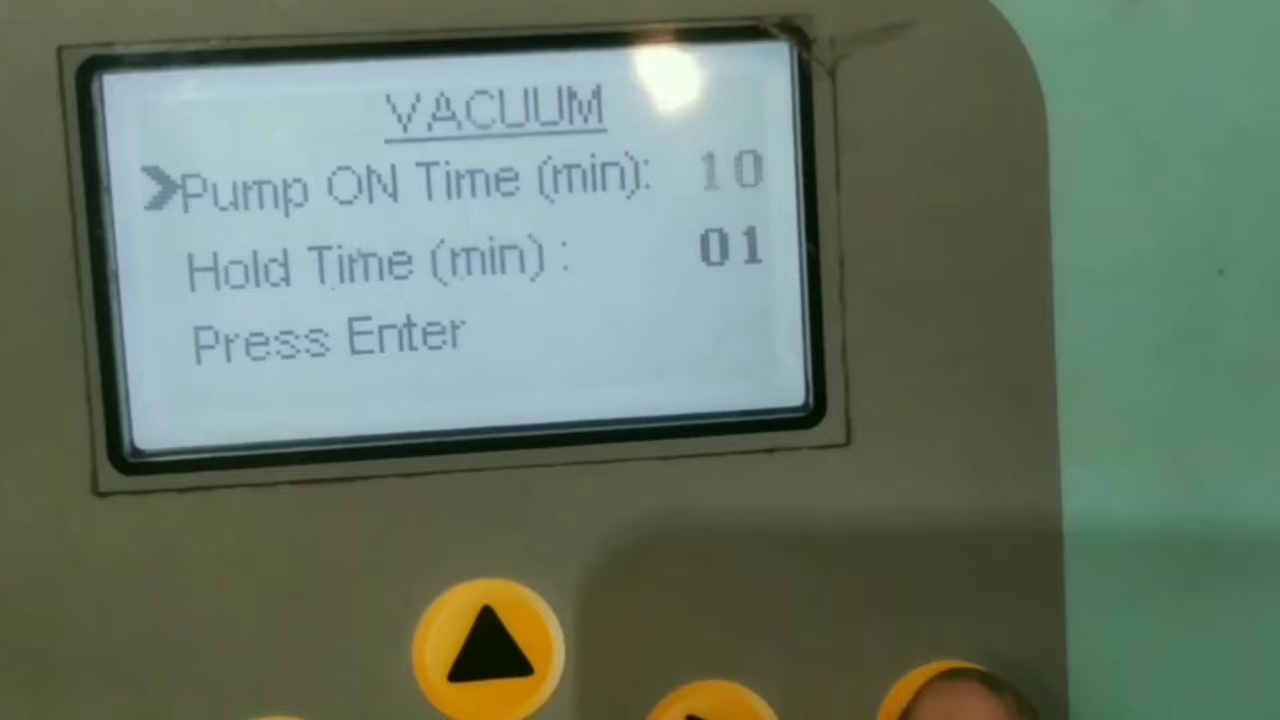 VACUUM
Pump ON Time (min): 10
Hold Time (min) : 01
Press Enter